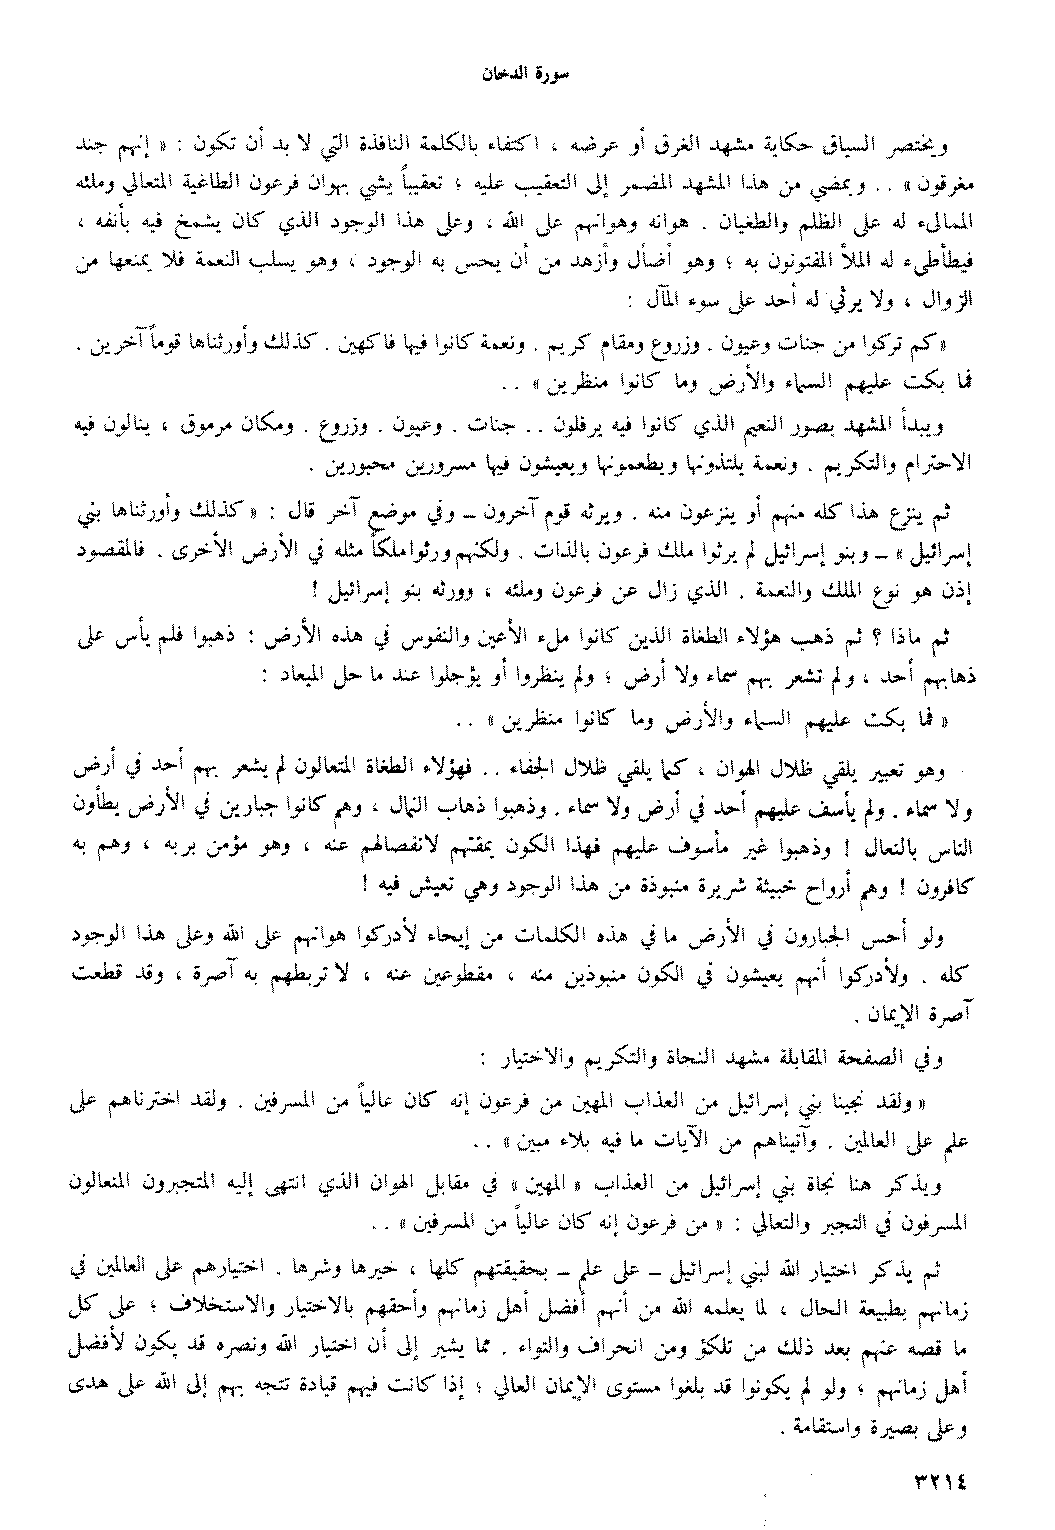 سورة الدخان
ويختصر السياق حكاية مشهد الغرق أو عرضه ، اكتفاء بالكلمة النافذة التي لا بد أن تكون : « إنهم جند
مغرقون » . . ويمضي من هذا المشهد المضمر إلى التعقيب عليه ؛ تعقيباً يشي بهوان فرعون الطاغية المتعالي وملئه
الممالىء له على الظلم والطغيان . هوانه وهوانهم على الله ، وعلى هذا الوجود الذي كان يشمخ فيه بأنفه ،
فيطأطىء له الملأ المفتونون به ؛ وهو أضأل وأزهد من أن يحس به الوجود ، وهو يسلب النعمة فلا يمنعها من
الزوال ، ولا يرثي له أحد على سوء المآل :
« كم تركوا من جنات وعيون . وزروع ومقام كريم . ونعمة كانوا فيها فاكهين . كذلك وأورثناها قوماً آخرين .
فما بكت عليهم السماء والأرض وما كانوا منظرين » . .
ويبدأ المشهد بصور النعيم الذي كانوا فيه يرفلون . . جنات . وعيون . وزروع . ومكان مرموق ، ينالون فيه
الاحترام والتكريم . ونعمة يلتذونها ويطعمونها ويعيشون فيها مسرورين محبورين .
ثم ينزع هذا كله منهم أو ينزعون منه . ويرثه قوم آخرون – وفي موضع آخر قال : « كذلك وأورثناها بني
إسرائيل » – وبنو إسرائيل لم يرثوا ملك فرعون بالذات . ولكنهم ورثوا ملكاً مثله في الأرض الأخرى . فالمقصود
إذن هو نوع الملك والنعمة . الذي زال عن فرعون وملئه ، وورثه بنو إسرائيل !
ثم ماذا ؟ ثم ذهب هؤلاء الطغاة الذين كانوا ملء الأعين والنفوس في هذه الأرض : ذهبوا فلم يأس على
ذهابهم أحد ، ولم تشعر بهم سماء ولا أرض ؛ ولم ينظروا أو يؤجلوا عند ما حل الميعاد :
« فما بكت عليهم السماء والأرض وما كانوا منظرين » . .
وهو تعبير يلقي ظلال الهوان ، كما يلقي ظلال الجفاء . . فهؤلاء الطغاة المتعالون لم يشعر بهم أحد في أرض
ولا سماء . ولم يأسف عليهم أحد في أرض ولا سماء . وذهبوا ذهاب النمال ، وهم كانوا جبارين في الأرض يطأون
الناس بالنعال ! وذهبوا غير مأسوف عليهم فهذا الكون يمقتهم لانفصالهم عنه ، وهو مؤمن بربه ، وهم به
كافرون ! وهم أرواح خبيثة شريرة منبوذة من هذا الوجود وهي تعيش فيه !
ولو أحس الجبارون في الأرض ما في هذه الكلمات من إيحاء لأدركوا هوانهم على الله وعلى هذا الوجود
كله . ولأدركوا أنهم يعيشون في الكون منبوذين منه ، مقطوعين عنه ، لا تربطهم به آصرة ، وقد قطعت
آصرة الإيمان .
وفي الصفحة المقابلة مشهد النجاة والتكريم والاختيار :
« ولقد نجينا بني إسرائيل من العذاب المهين من فرعون إنه كان عالياً من المسرفين . ولقد اخترناهم على
علم على العالمين . وآتيناهم من الآيات ما فيه بلاء مبين » . .
ويذكر هنا نجاة بني إسرائيل من العذاب « المهين » في مقابل الهوان الذي انتهى إليه المتجبرون المتعالون
المسرفون في التجبر والتعالي : « من فرعون إنه كان عالياً من المسرفين » . .
ثم يذكر اختيار الله لبني إسرائيل – على علم – بحقيقتهم كلها ، خيرها وشرها . اختيارهم على العالمين في
زمانهم بطبيعة الحال ، لما يعلمه الله من أنهم أفضل أهل زمانهم وأحقهم بالاختيار والاستخلاف ؛ على كل
ما قصه عنهم بعد ذلك من تلكؤ ومن انحراف والتواء . مما يشير إلى أن اختيار الله ونصره قد يكون لأفضل
أهل زمانهم ؛ ولو لم يكونوا قد بلغوا مستوى الإيمان العالي ؛ إذا كانت فيهم قيادة تتجه بهم إلى الله على هدى
وعلى بصيرة واستقامة .
٣٢١٤